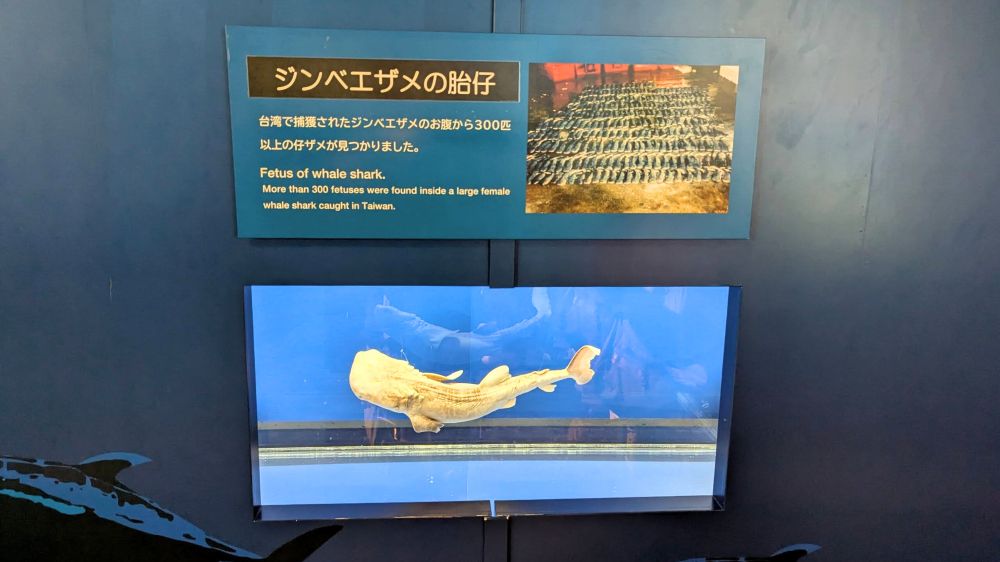 ジンベエザメの胎仔
台湾で捕獲されたジンベエザメのお腹から300匹
以上の仔ザメが見つかりました。
Fetus of whale shark.
More than 300 fetuses were found inside a large female
whale shark caught in Taiwan.